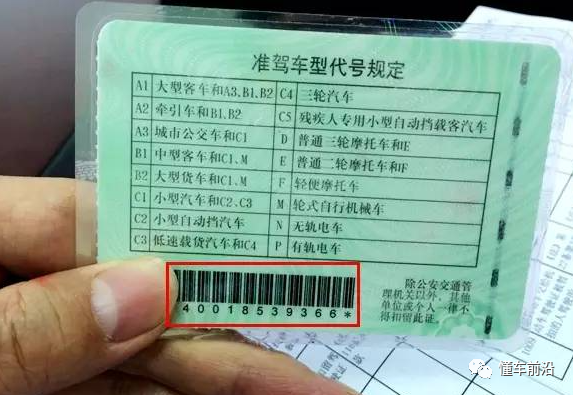 准驾车型代号规定
A1 大型客车和A3、B1、B2 C4 三轮汽车
A2 牵引车和B1、B2 C5 残疾人专用小型自动挡载客汽车
A3 城市公交车和C1 D 普通三轮摩托车和E
B1 中型客车和C1、M E 普通二轮摩托车和F
B2 大型货车和C1、M F 轻便摩托车
C1 小型汽车和C2、C3 M 轮式自行机械车
C2 小型自动挡汽车 N 无轨电车
C3 低速载货汽车和C4 P 有轨电车
40018539366*
除公安交通管
理机关以外，其他
单位或个人一律不
得扣留此证。
懂车前沿